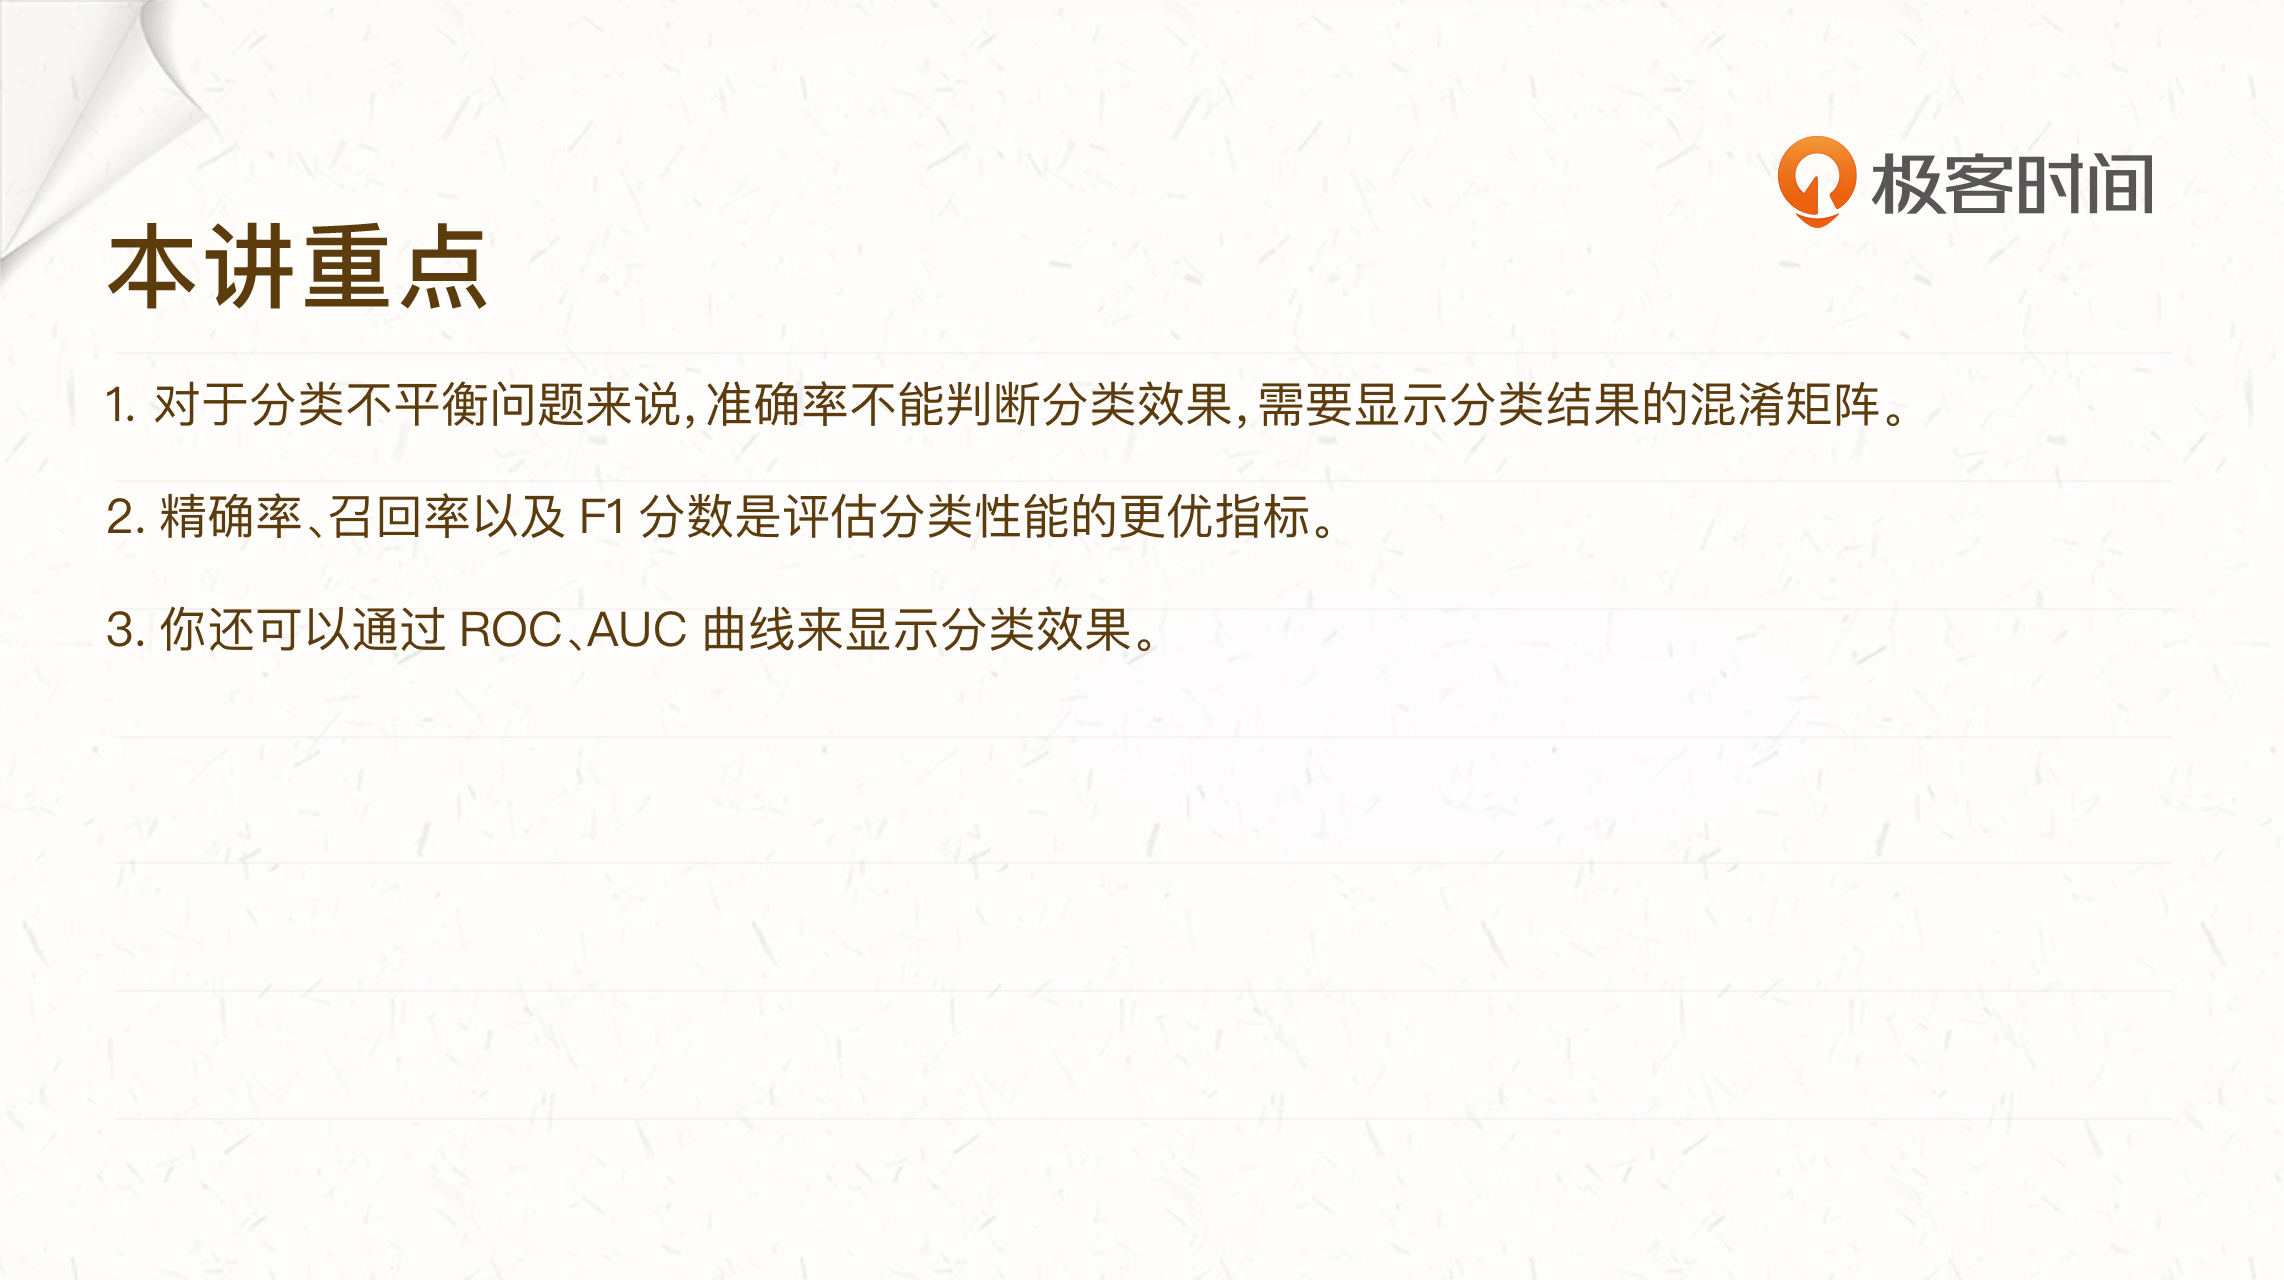 极客时间
本讲重点
1. 对于分类不平衡问题来说,准确率不能判断分类效果,需要显示分类结果的混淆矩阵。
2. 精确率、召回率以及 F1 分数是评估分类性能的更优指标。
3. 你还可以通过 ROC、AUC 曲线来显示分类效果。